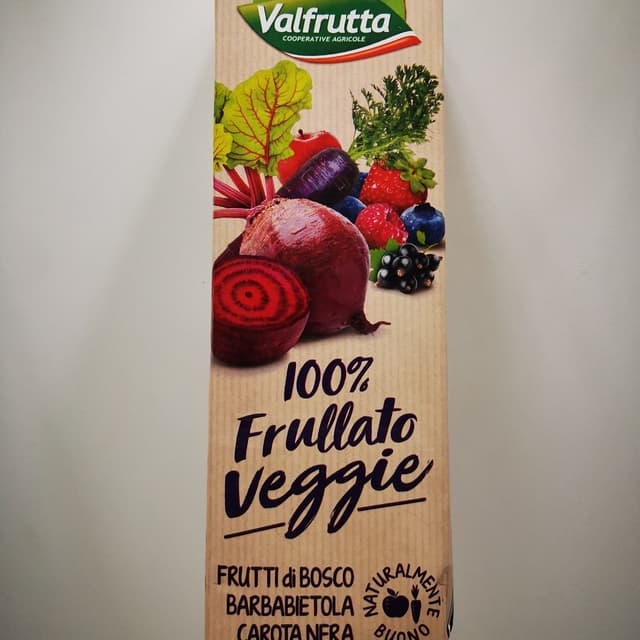 Valfrutta
COOPERATIVE AGRICOLE
100%
Frullato
Veggie
FRUTTI di BOSCO
BARBABIETOLA
CAROTA NERA
NATURALMENTE
BUONO